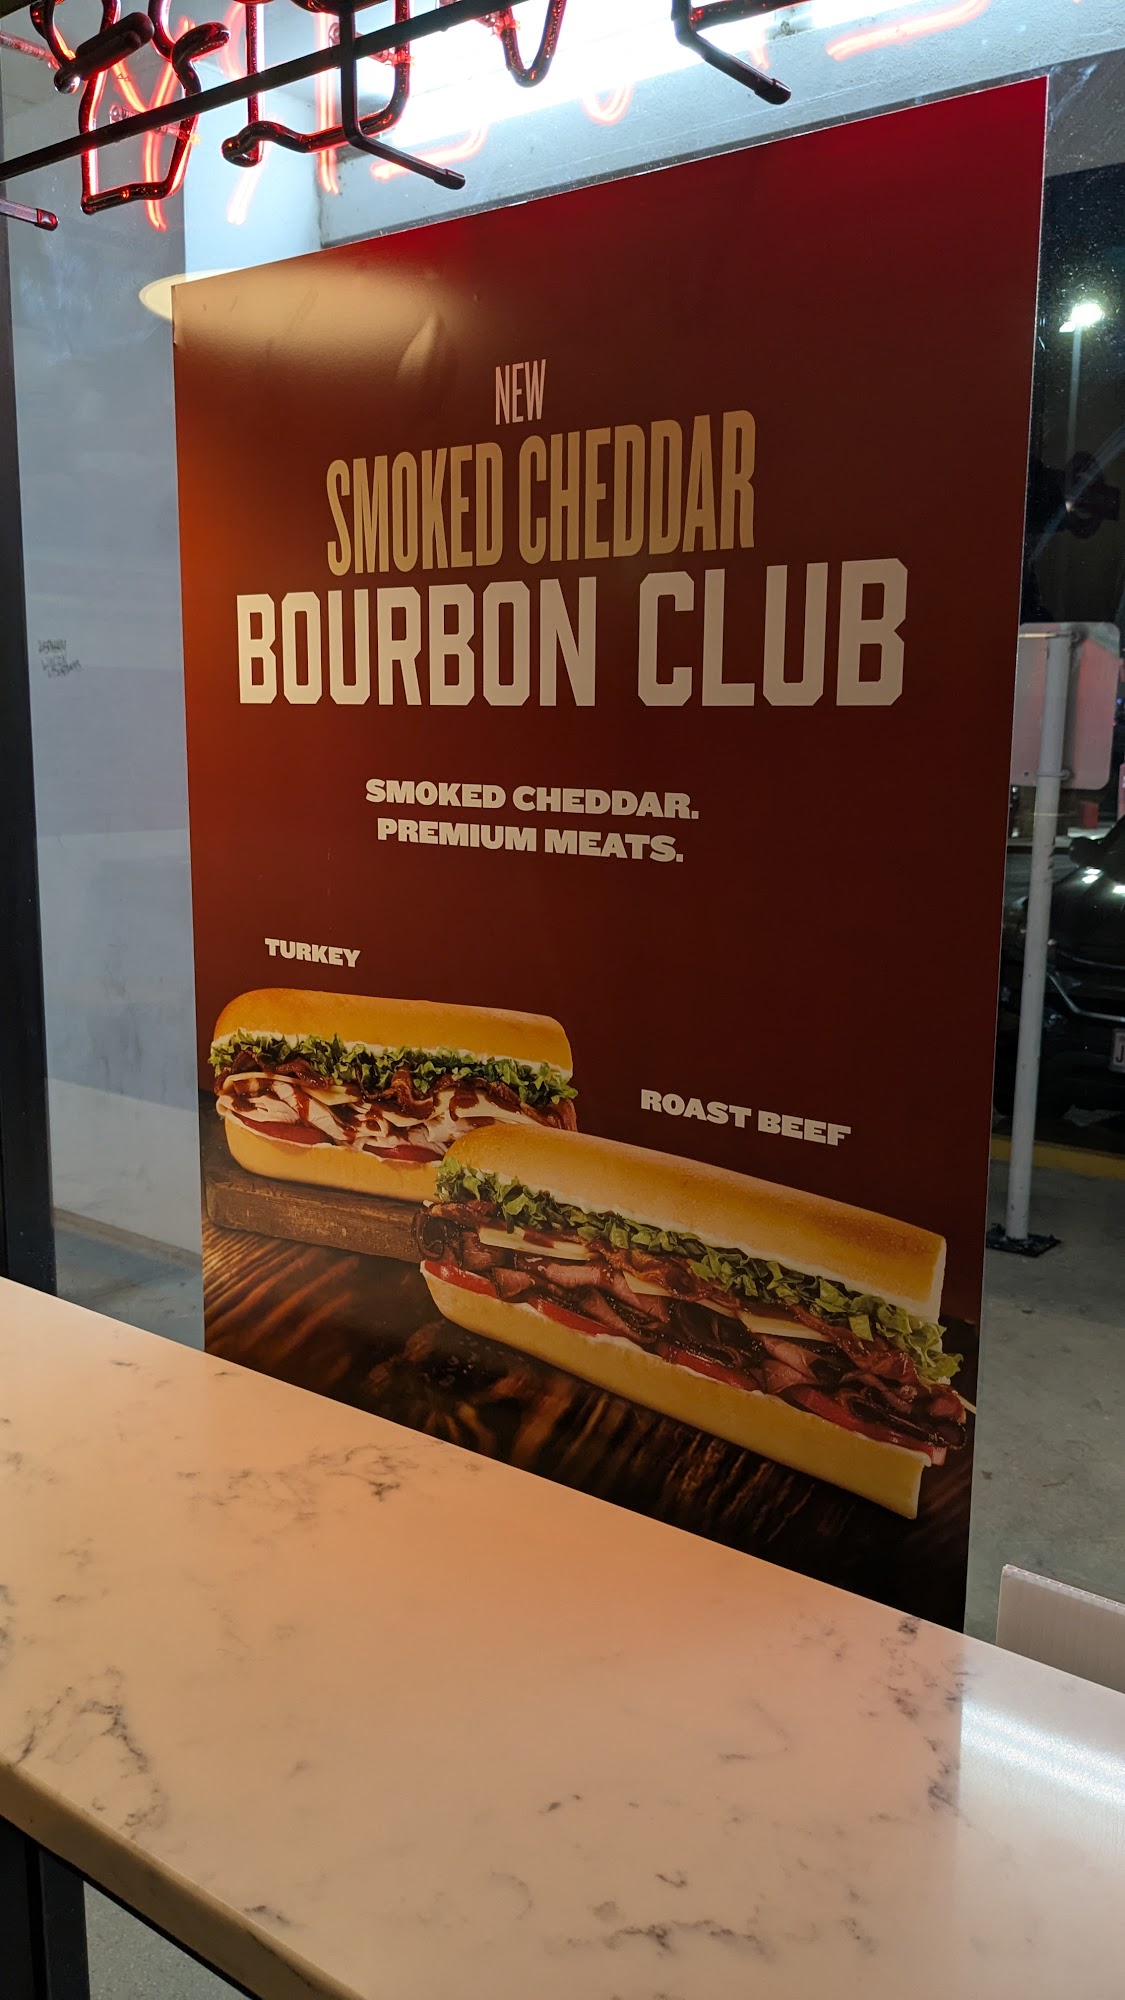 NEW
SMOKED CHEDDAR
BOURBON CLUB
SMOKED CHEDDAR.
PREMIUM MEATS.
TURKEY
ROAST BEEF